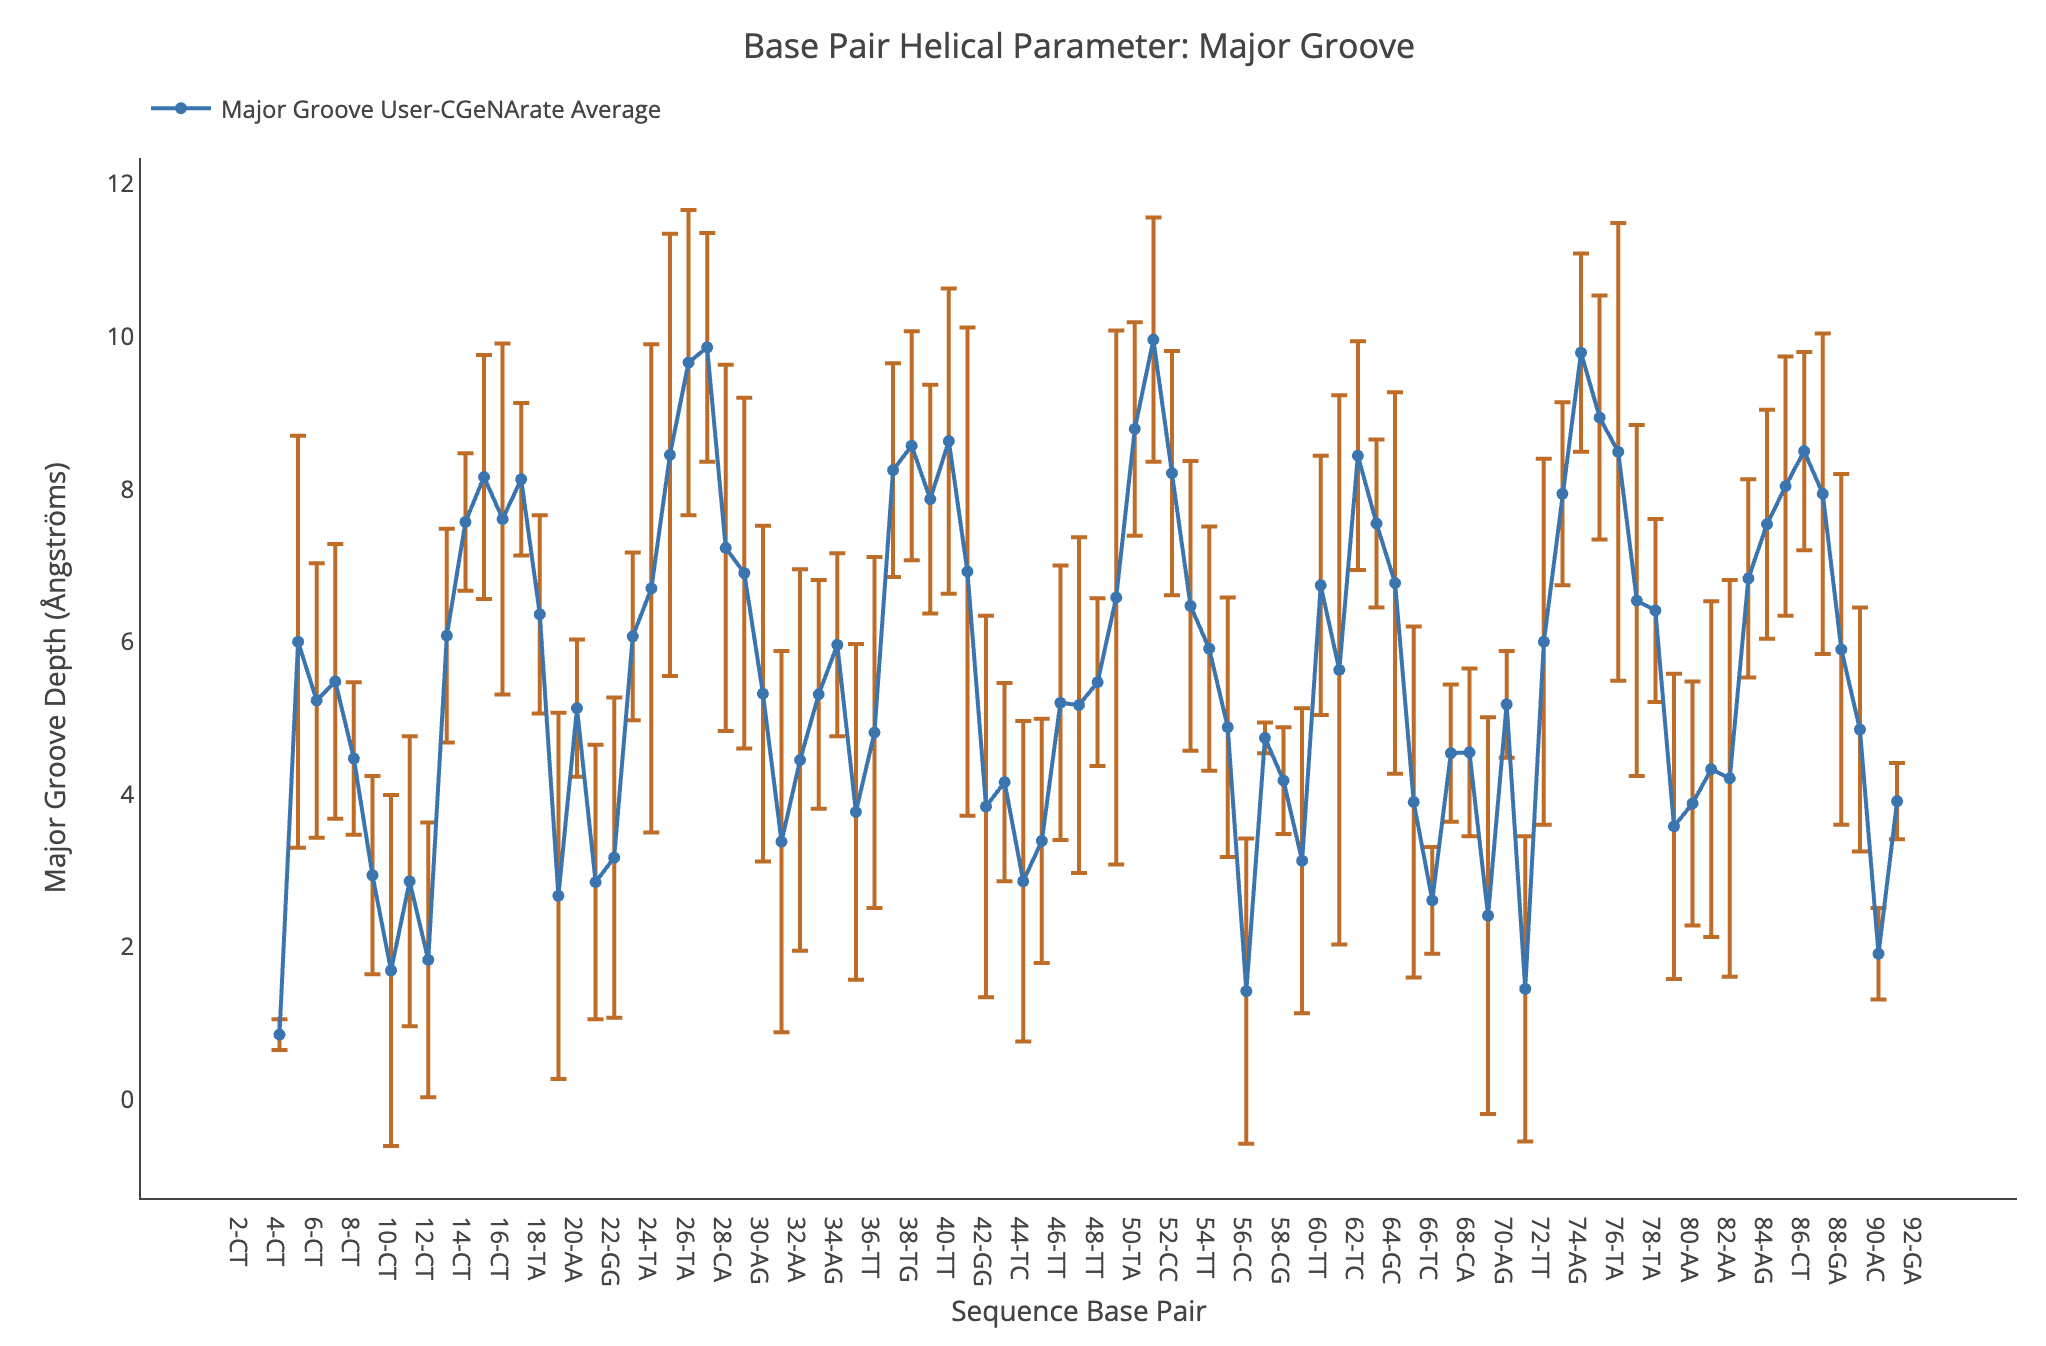 Base Pair Helical Parameter: Major Groove
Major Groove User-CGeNArate Average
Major Groove Depth (Ångströms)
12
10
8
6
4
2
0
2-CT
4-CT
6-CT
8-CT
10-CT
12-CT
14-CT
16-CT
18-TA
20-AA
22-GG
24-TA
26-TA
28-CA
30-AG
32-AA
34-AG
36-TT
38-TG
40-TT
42-GG
44-TC
46-TT
48-TT
50-TA
52-CC
54-TT
56-CC
58-CG
60-TT
62-TC
64-GC
66-TC
68-CA
70-AG
72-TT
74-AG
76-TA
78-TA
80-AA
82-AA
84-AG
86-CT
88-GA
90-AC
92-GA
Sequence Base Pair